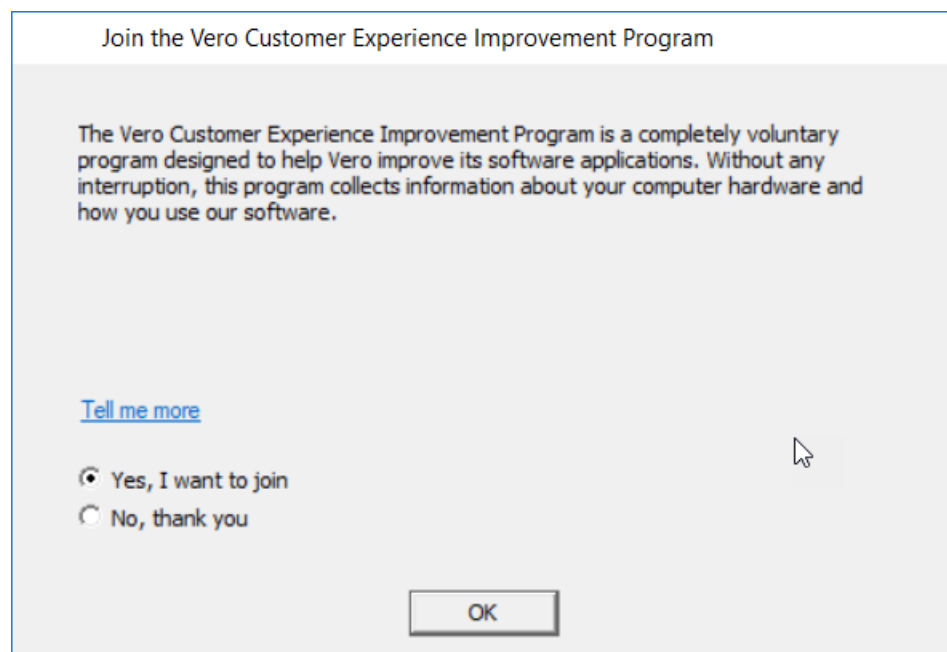 Join the Vero Customer Experience Improvement Program
The Vero Customer Experience Improvement Program is a completely voluntary
program designed to help Vero improve its software applications. Without any
interruption, this program collects information about your computer hardware and
how you use our software.
Tell me more
Yes, I want to join
No, thank you
OK